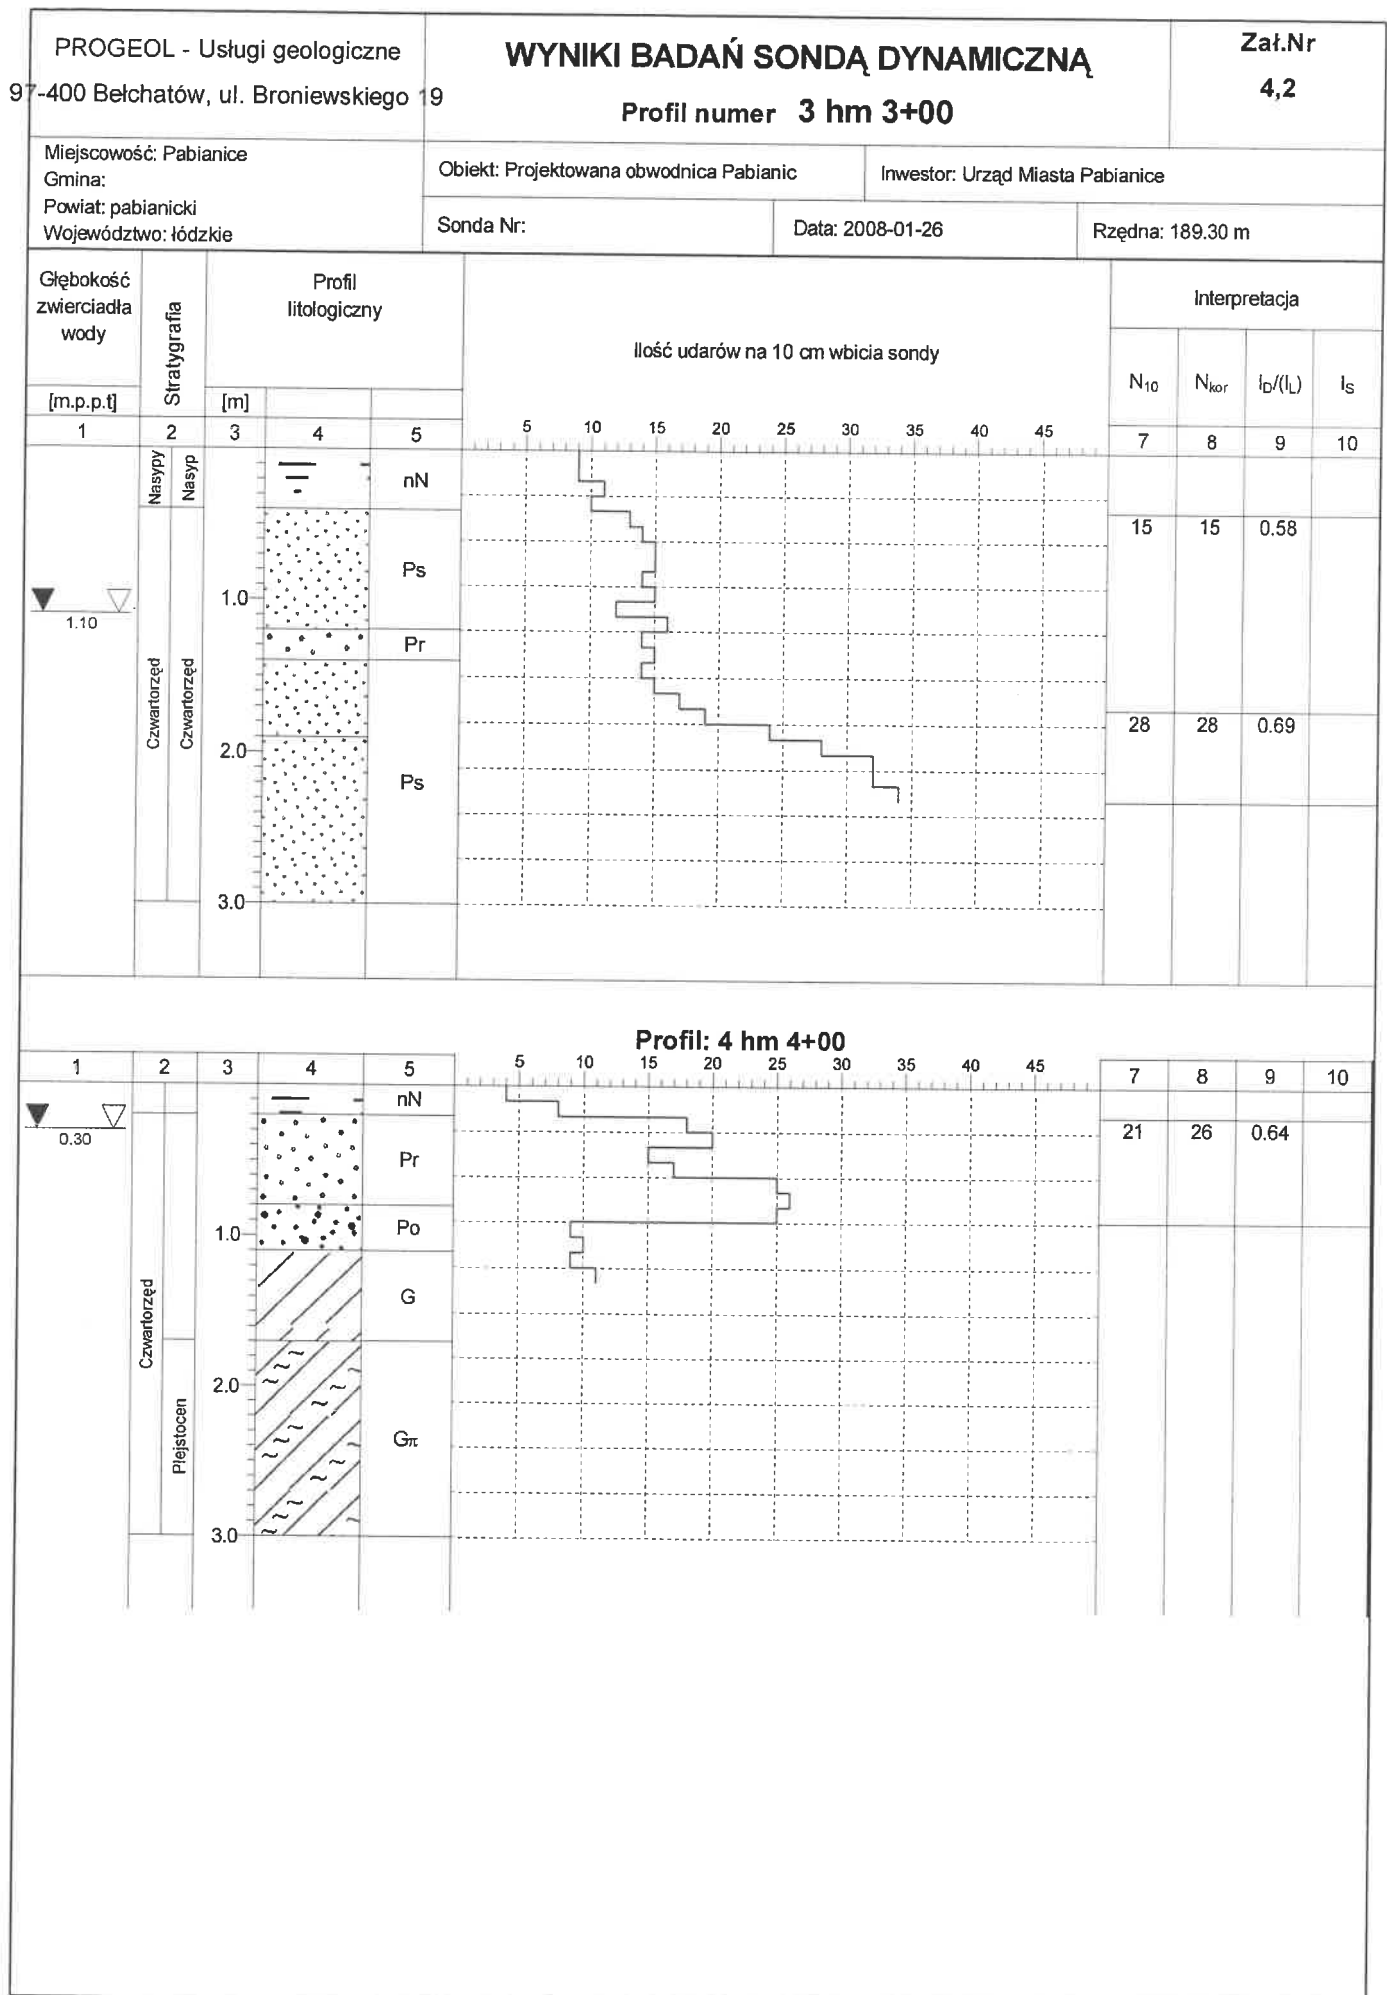 PROGEOL - Usługi geologiczne
97-400 Bełchatów, ul. Broniewskiego 19
WYNIKI BADAŃ SONDĄ DYNAMICZNĄ
Profil numer 3 hm 3+00
Zał.Nr
4,2
Miejscowość: Pabianice
Gmina:
Powiat: pabianicki
Województwo: łódzkie
Obiekt: Projektowana obwodnica Pabianic
Inwestor: Urząd Miasta Pabianice
Sonda Nr:
Data: 2008-01-26
Rzędna: 189.30 m
Głębokość
zwierciadła
wody
[m.p.p.t]
Stratygrafia
Profil
litologiczny
[m]
Ilość udarów na 10 cm wbicia sondy
Interpretacja
N10 Nkor ID/(IL) IS
1 2 3 4 5
5 10 15 20 25 30 35 40 45
7 8 9 10
Nasypy Nasyp
nN
15 15 0.58
Ps
1.0
1.10
Pr
Czwartorzęd Czwartorzęd
28 28 0.69
2.0
Ps
3.0
Profil: 4 hm 4+00
1 2 3 4 5
5 10 15 20 25 30 35 40 45
7 8 9 10
nN
0.30
21 26 0.64
Pr
1.0
Po
G
Czwartorzęd
Plejstocen
2.0
Gπ
3.0